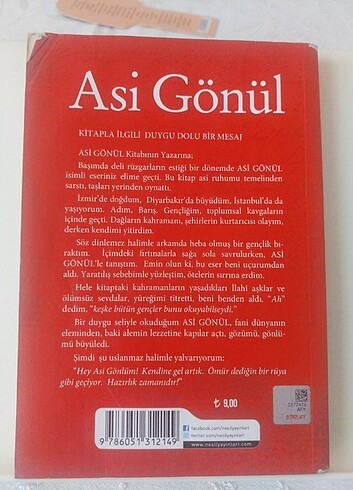 Asi Gönül
KİTAPLA İLGİLİ DUYGU DOLU BİR MESAJ
ASİ GÖNÜL Kitabının Yazarına;
Başımda deli rüzgarların estiği bir dönemde ASİ GÖNÜL
isimli eseriniz elime geçti. Bu kitap asi ruhumu temelinden
sarstı, taşları yerinden oynattı.
İzmir'de doğdum, Diyarbakır'da büyüdüm, İstanbul'da da
yaşıyorum. Adım, Barış. Gençliğim, toplumsal kavgaların
içinde geçti. Dağların kahramanı, şehirlerin kurtarıcısı olayım,
derken kendimi yitirdim.
Söz dinlemez halimle arkamda heba olmuş bir gençlik bı-
raktım. İçimdeki fırtınalarla sağa sola savrulurken, ASİ
GÖNÜL'le tanıştım. Emin olun ki, bu eser beni uçurumdan
aldı. Yaratılış sebebimle yüzleştim, ötelerin sırrına erdim.
Hele kitaptaki kahramanların yaşadıkları İlahî aşklar ve
ölümsüz sevdalar, yüreğimi titretti, beni benden aldı. "Ah"
dedim, "keşke bütün gençler bunu okuyabilseydi."
Bir duygu seliyle okuduğum ASİ GÖNÜL, fani dünyanın
eleminden, baki alemin lezzetine kapılar açtı, gözümü, gönlü-
mü büyüledi.
Şimdi şu uslanmaz halimle yalvarıyorum:
"Hey Asi Gönlüm! Kendine gel artık. Ömür dediğin bir rüya
gibi geçiyor. Hazırlık zamanıdır!"
₺ 9,00
facebook.com/nesilyayinlari
twitter.com/nesilyayinlari
www.nesilyayinlari.com
9 786051 312149